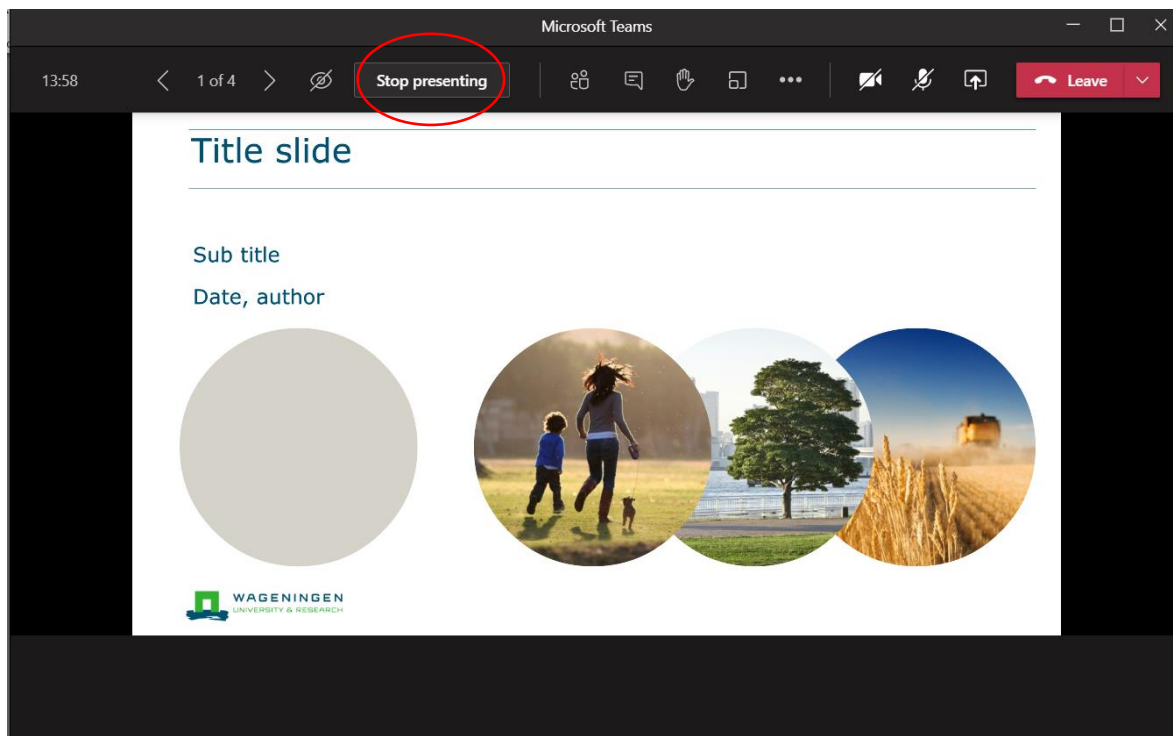 Microsoft Teams
13:58 1 of 4 Stop presenting Leave
Title slide
Sub title
Date, author
WAGENINGEN
UNIVERSITY & RESEARCH